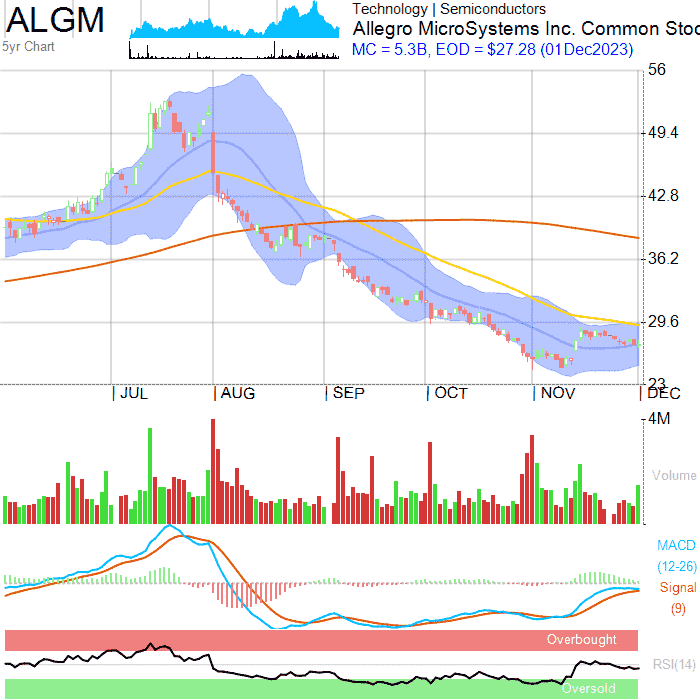 ALGM
5yr Chart
Technology | Semiconductors
Allegro MicroSystems Inc. Common Stoc
MC = 5.3B, EOD = $27.28 (01Dec2023)
56
49.4
42.8
36.2
29.6
23
JUL
AUG
SEP
OCT
NOV
DEC
4M
Volume
MACD
(12-26)
Signal
(9)
Overbought
RSI(14)
Oversold